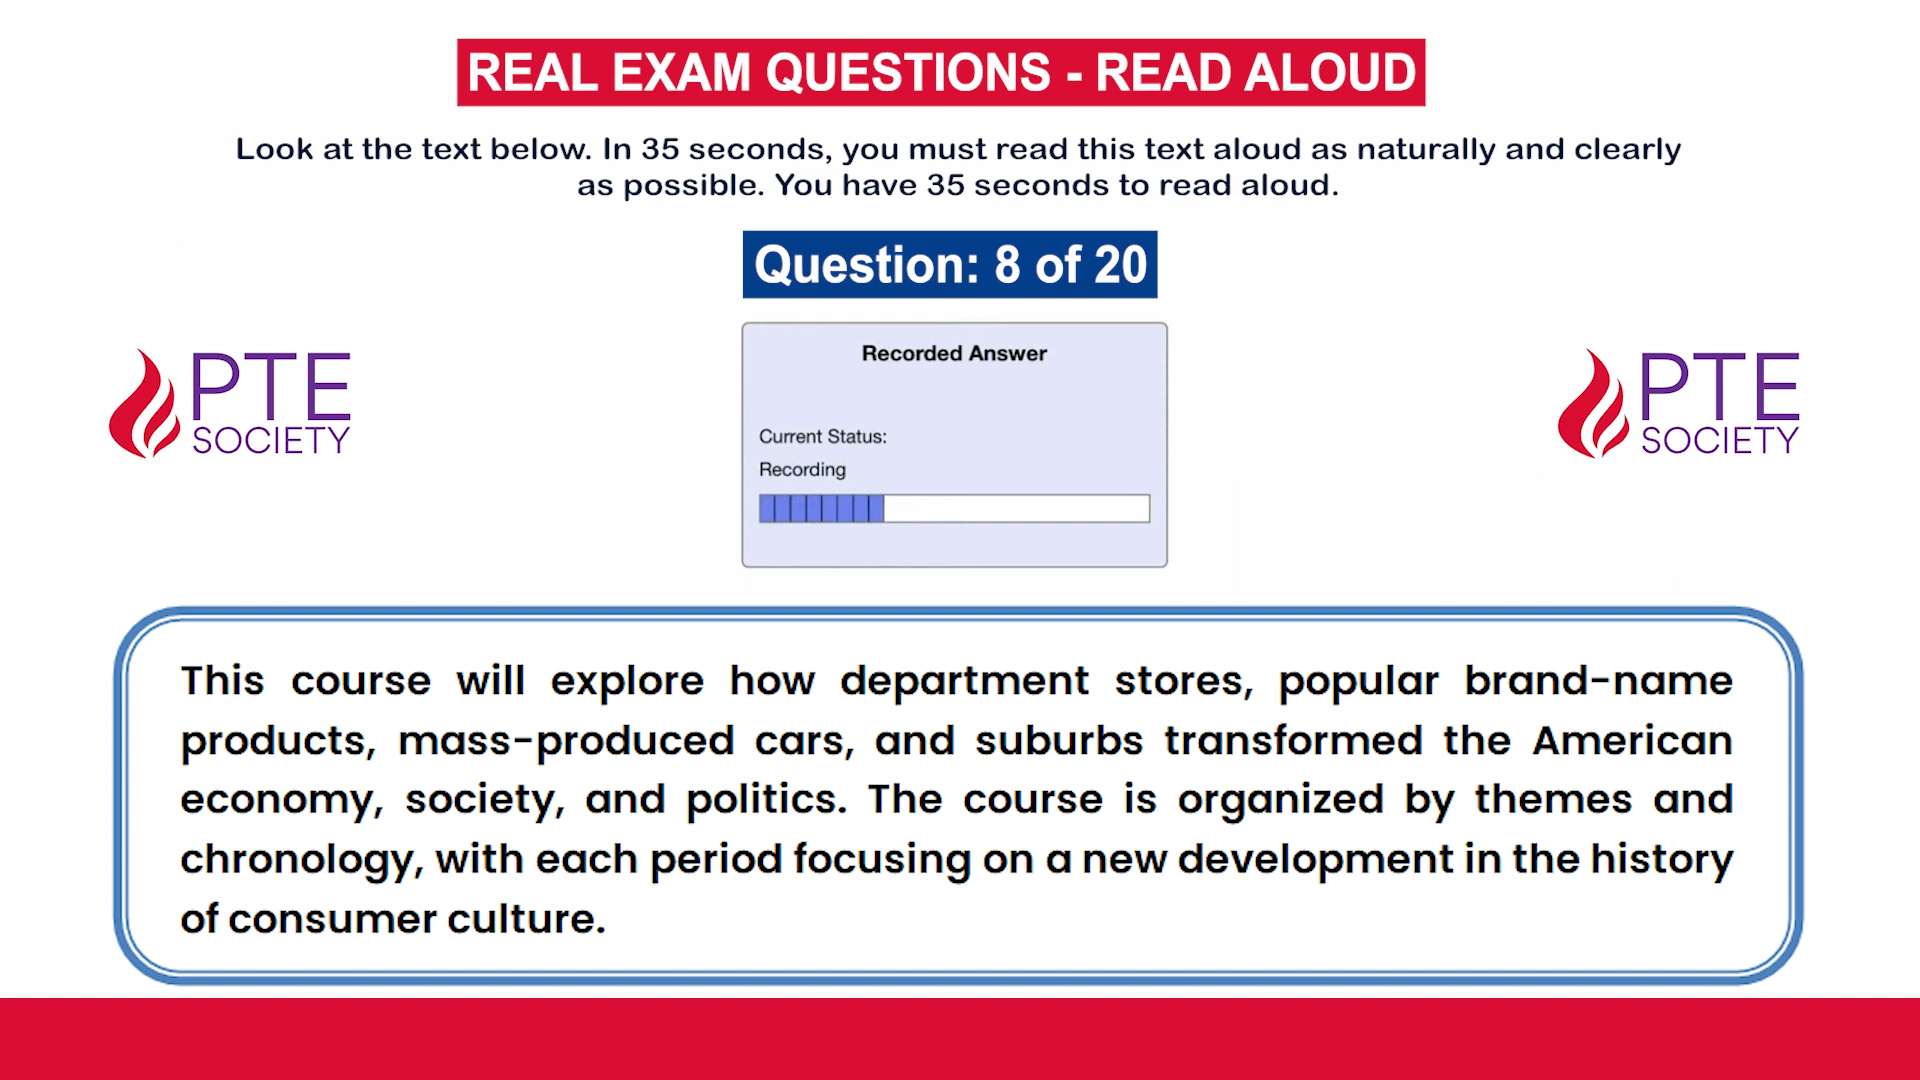 REAL EXAM QUESTIONS - READ ALOUD
Look at the text below. In 35 seconds, you must read this text aloud as naturally and clearly
as possible. You have 35 seconds to read aloud.
Question: 8 of 20
PTE
SOCIETY
Recorded Answer
Current Status:
Recording
PTE
SOCIETY
This course will explore how department stores, popular brand-name
products, mass-produced cars, and suburbs transformed the American
economy, society, and politics. The course is organized by themes and
chronology, with each period focusing on a new development in the history
of consumer culture.